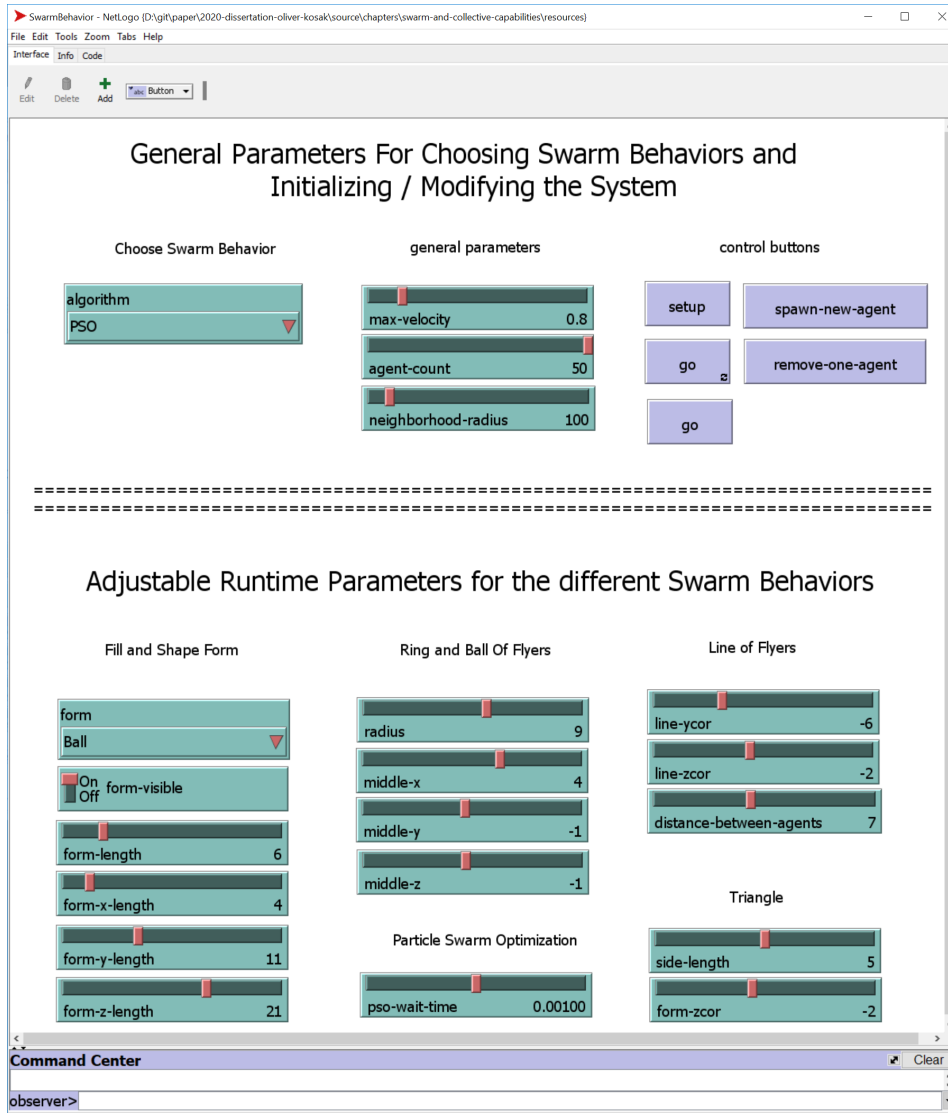 SwarmBehavior - NetLogo {D:\git\paper\2020-dissertation-oliver-kosak\source\chapters\swarm-and-collective-capabilities\resources}
File Edit Tools Zoom Tabs Help
Interface Info Code
Edit Delete Add abc Button
General Parameters For Choosing Swarm Behaviors and
Initializing / Modifying the System
Choose Swarm Behavior
general parameters
control buttons
algorithm
PSO
max-velocity 0.8
agent-count 50
neighborhood-radius 100
setup
spawn-new-agent
go
remove-one-agent
go
================================================================================
================================================================================
Adjustable Runtime Parameters for the different Swarm Behaviors
Fill and Shape Form
form
Ball
On
Off
form-visible
form-length 6
form-x-length 4
form-y-length 11
form-z-length 21
Ring and Ball Of Flyers
radius 9
middle-x 4
middle-y -1
middle-z -1
Particle Swarm Optimization
pso-wait-time 0.00100
Line of Flyers
line-ycor -6
line-zcor -2
distance-between-agents 7
Triangle
side-length 5
form-zcor -2
Command Center
Clear
observer>